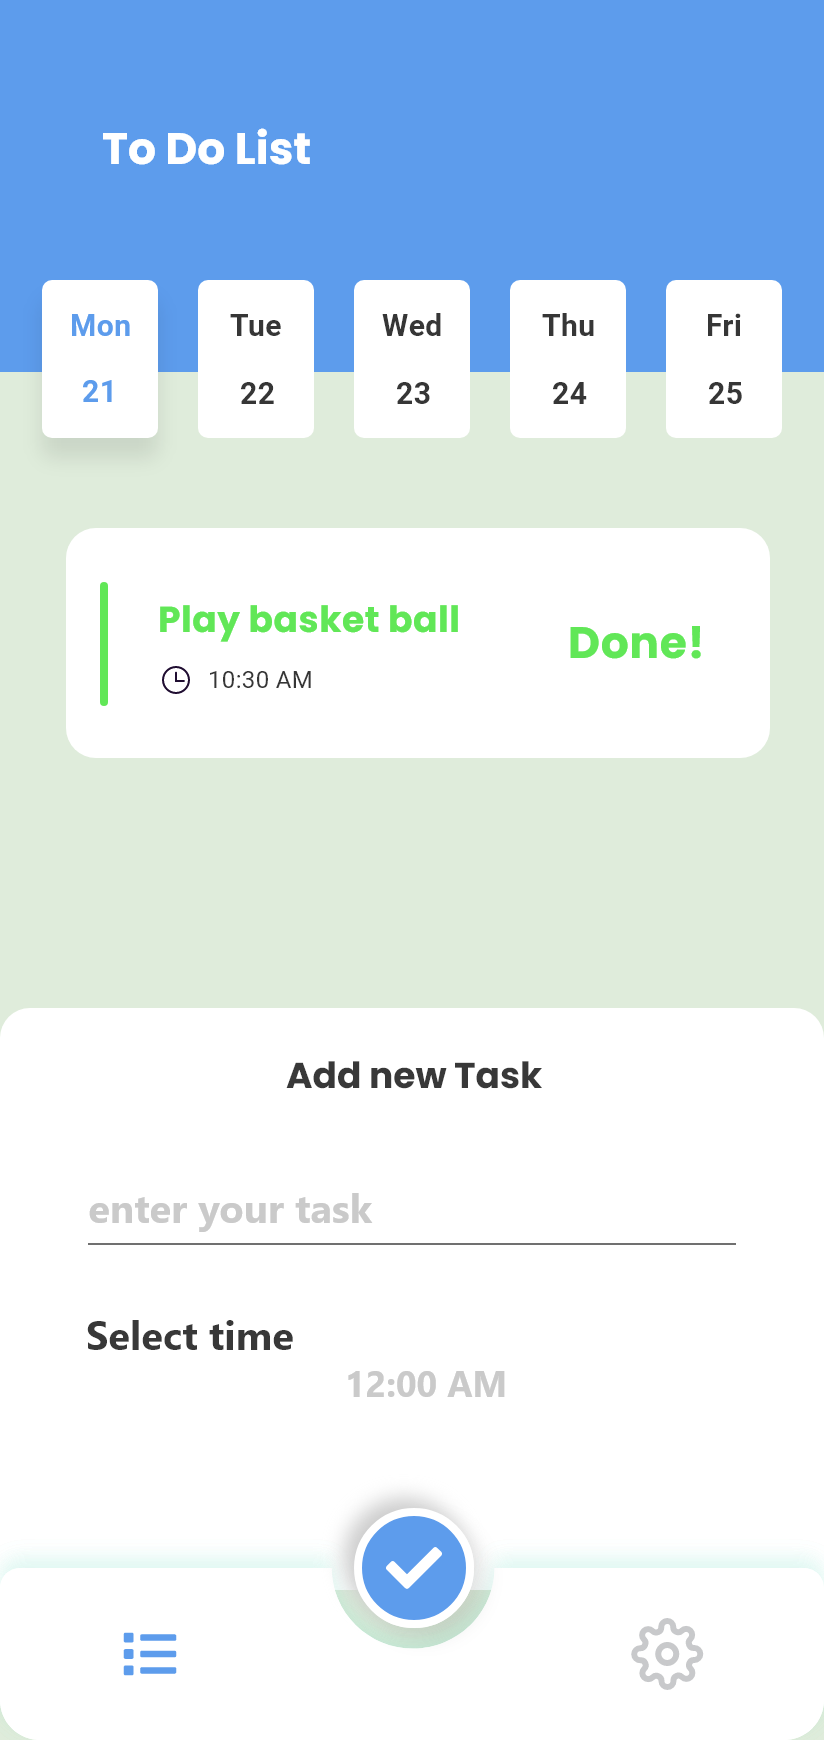 To Do List
Mon Tue Wed Thu Fri
21 22 23 24 25
Play basket ball
Done!
10:30 AM
Add new Task
enter your task
Select time
12:00 AM